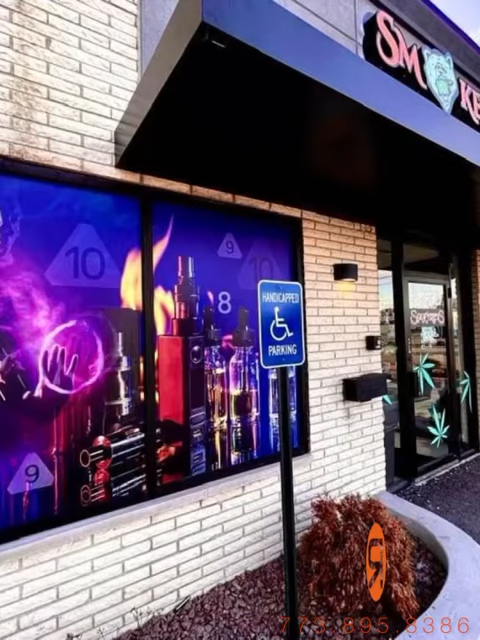 SM KE
10
9
10
8
HANDICAPPED
PARKING
9
773.895.8386